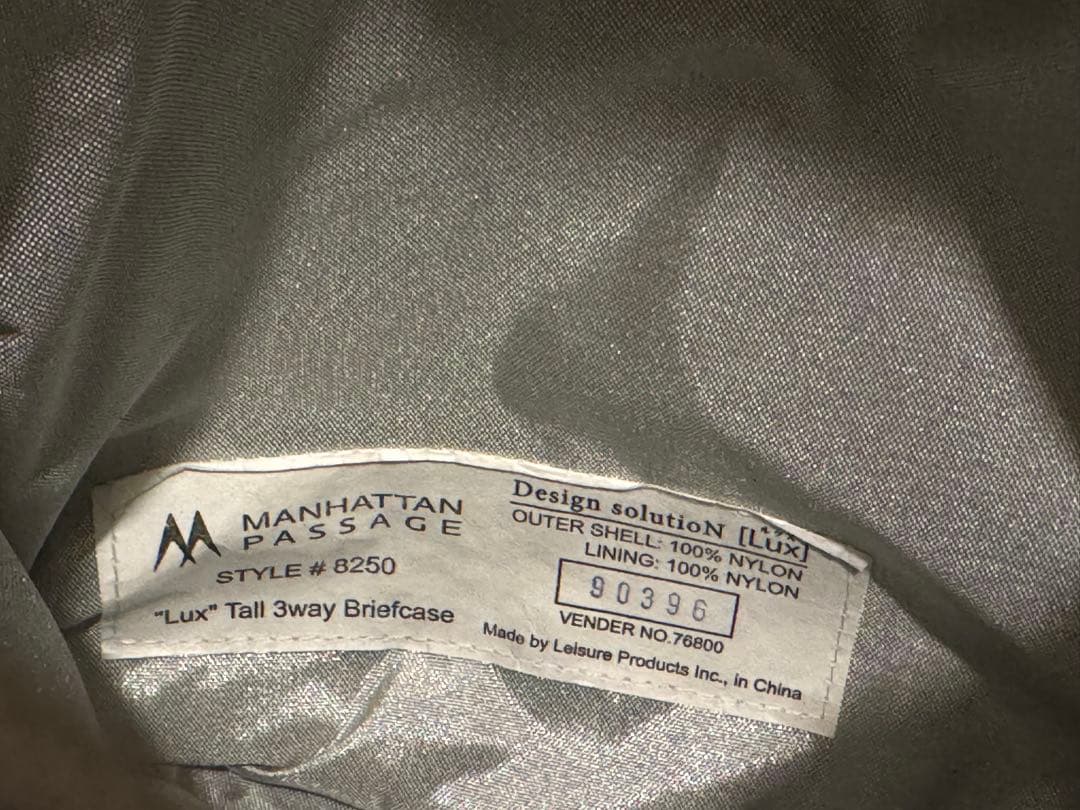 MANHATTAN
PASSAGE
STYLE # 8250
"Lux" Tall 3way Briefcase
Design solutioN [Lux]
OUTER SHELL: 100% NYLON
LINING: 100% NYLON
90396
VENDER NO.76800
Made by Leisure Products Inc., in China